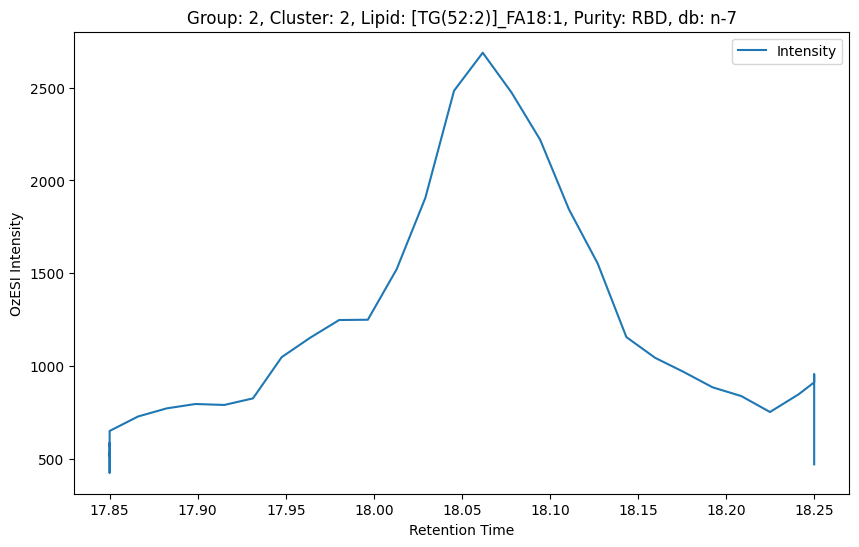 Group: 2, Cluster: 2, Lipid: [TG(52:2)]_FA18:1, Purity: RBD, db: n-7
Intensity
OzESI Intensity
2500
2000
1500
1000
500
17.85 17.90 17.95 18.00 18.05 18.10 18.15 18.20 18.25
Retention Time